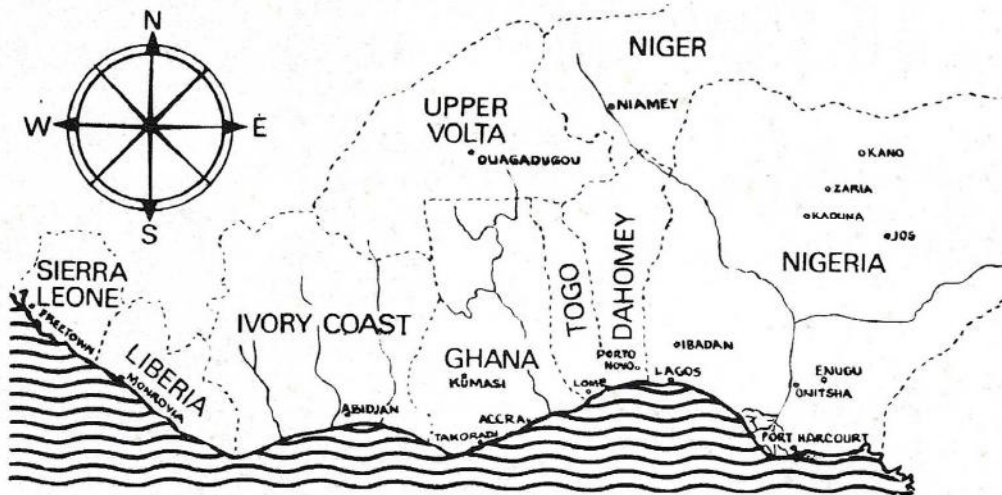 N
W
E
S
NIGER
NIAMEY
UPPER
VOLTA
OUAGADUGOU
KANO
ZARIA
KADUNA
JOS
NIGERIA
SIERRA
LEONE
FREETOWN
LIBERIA
MONROVIA
IVORY COAST
ABIDJAN
GHANA
KUMASI
ACCRA
TAKORADI
TOGO
LOME
DAHOMEY
PORTO
NOVO
IBADAN
LAGOS
ENUGU
ONITSHA
PORT HARCOURT